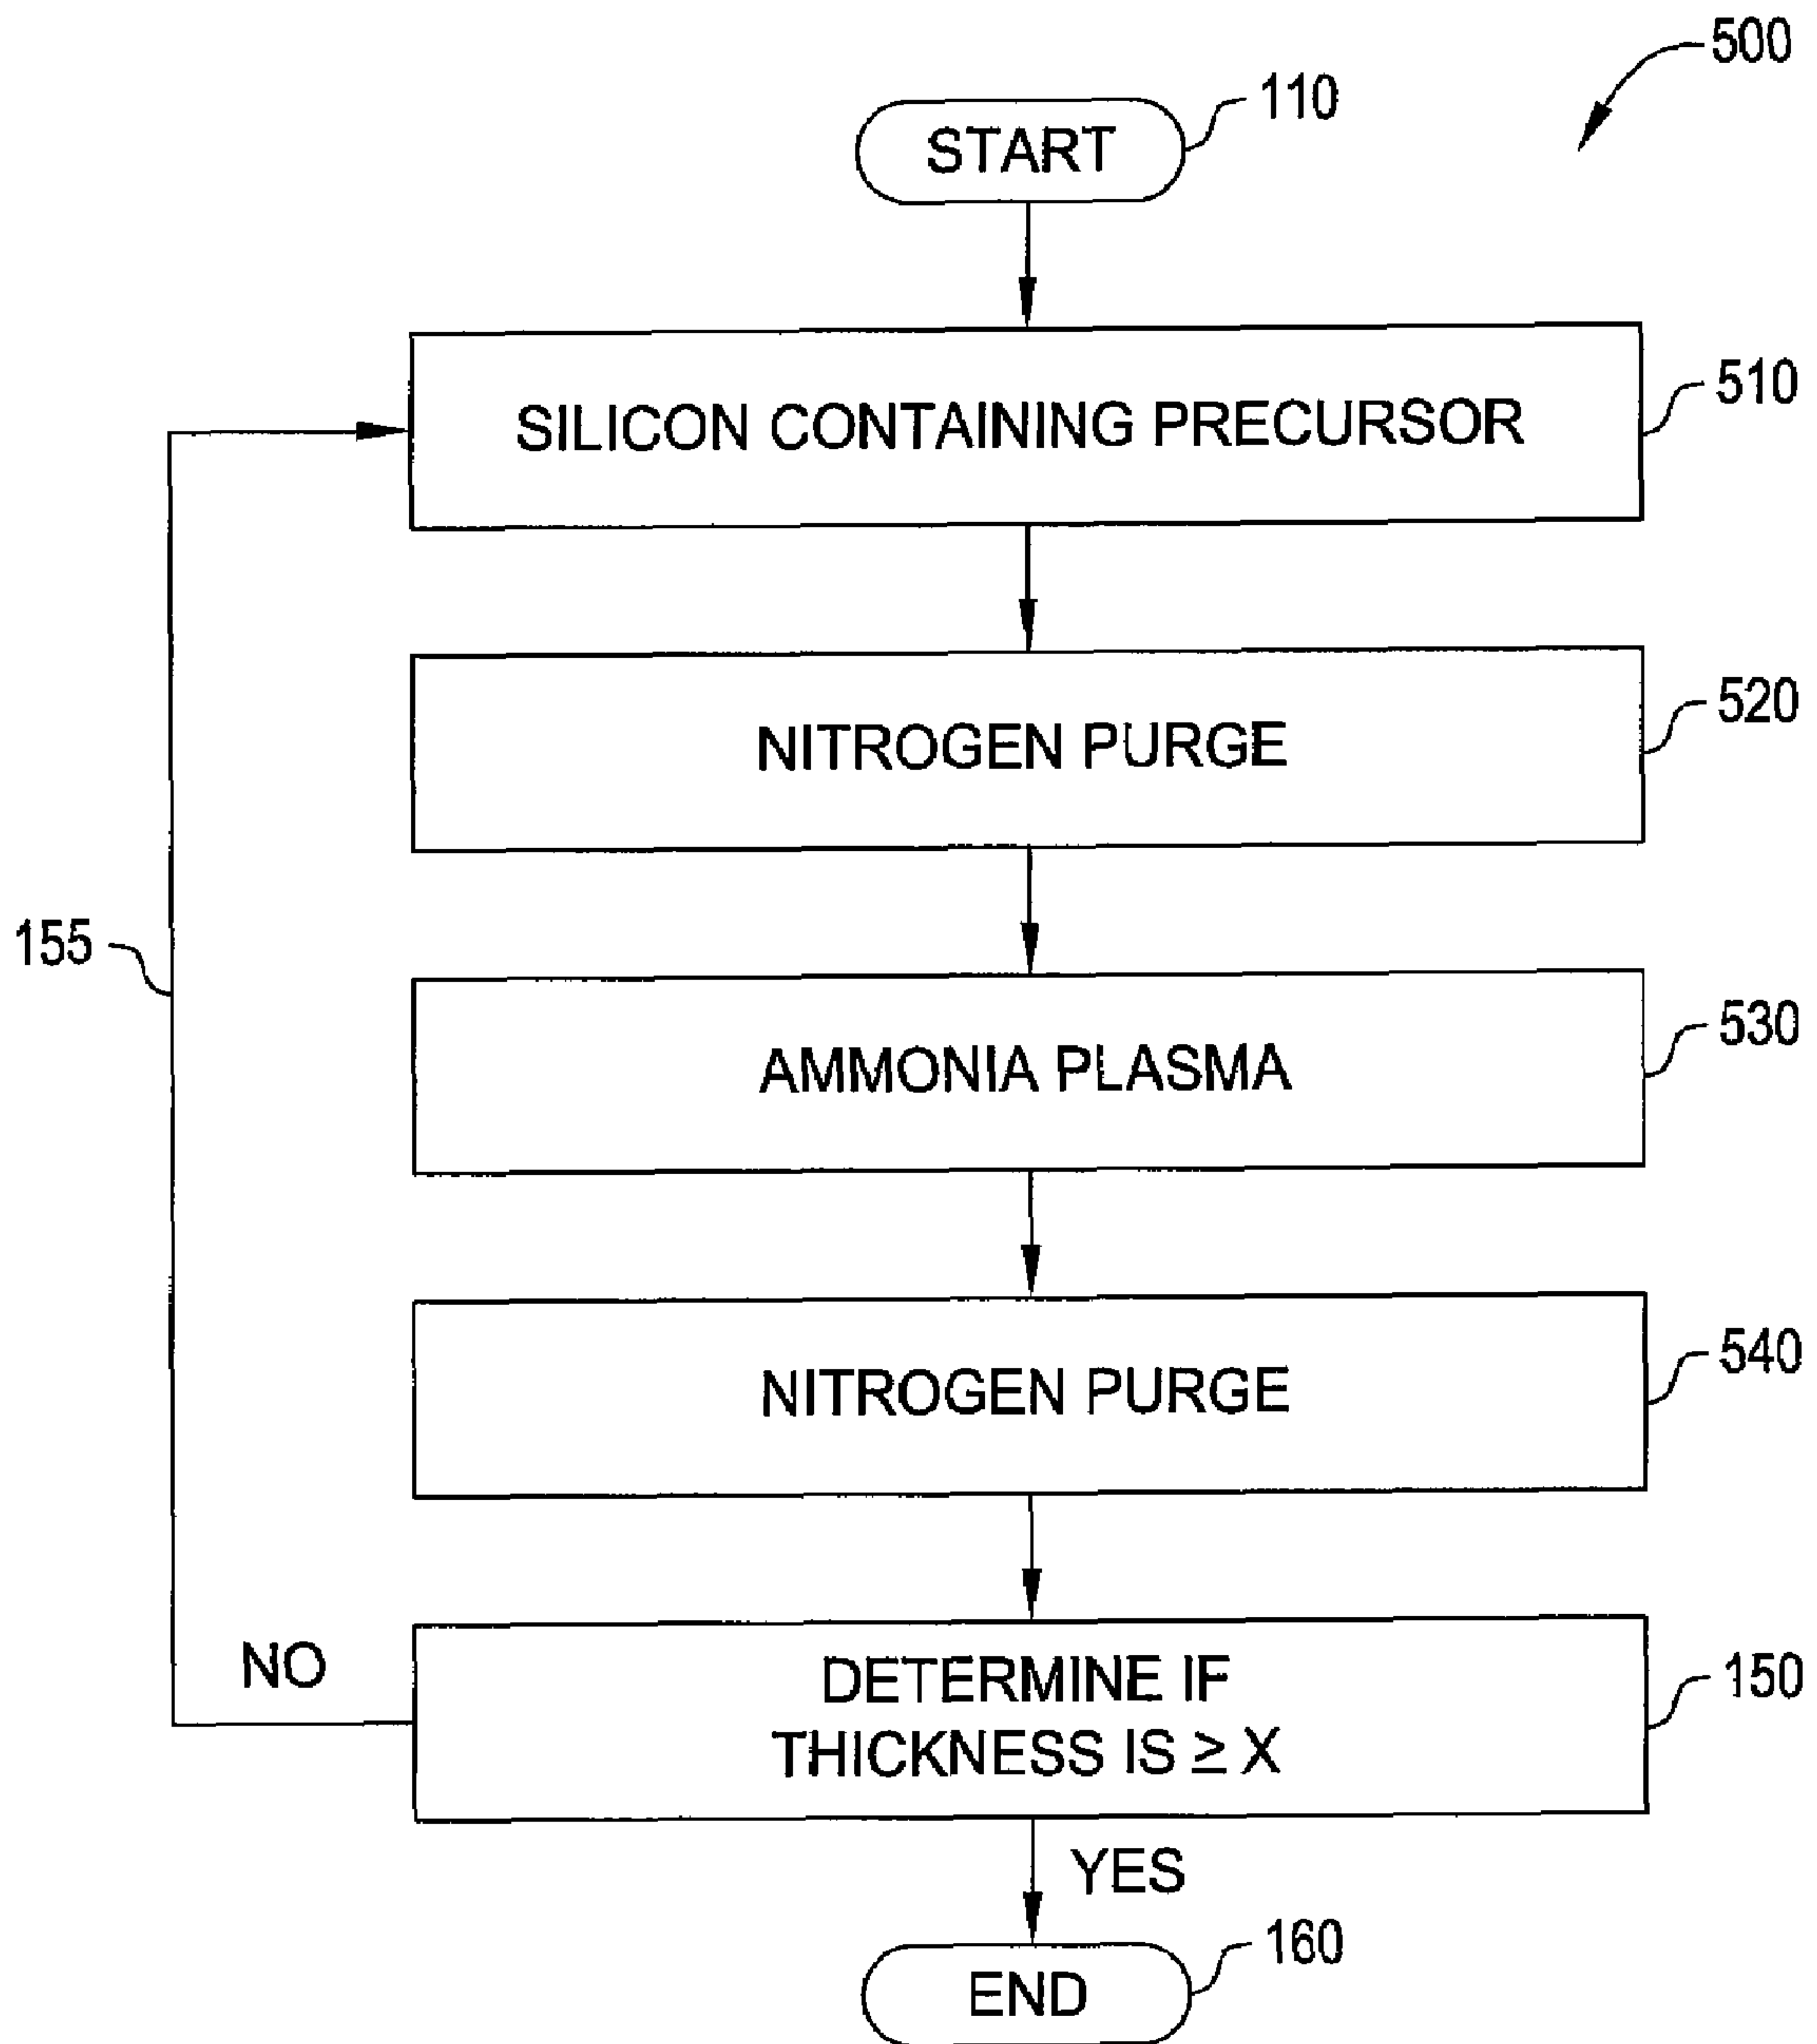 500
110
START
SILICON CONTAINING PRECURSOR
510
NITROGEN PURGE
520
155
AMMONIA PLASMA
530
NITROGEN PURGE
540
NO
DETERMINE IF
THICKNESS IS ≥ X
150
YES
160
END